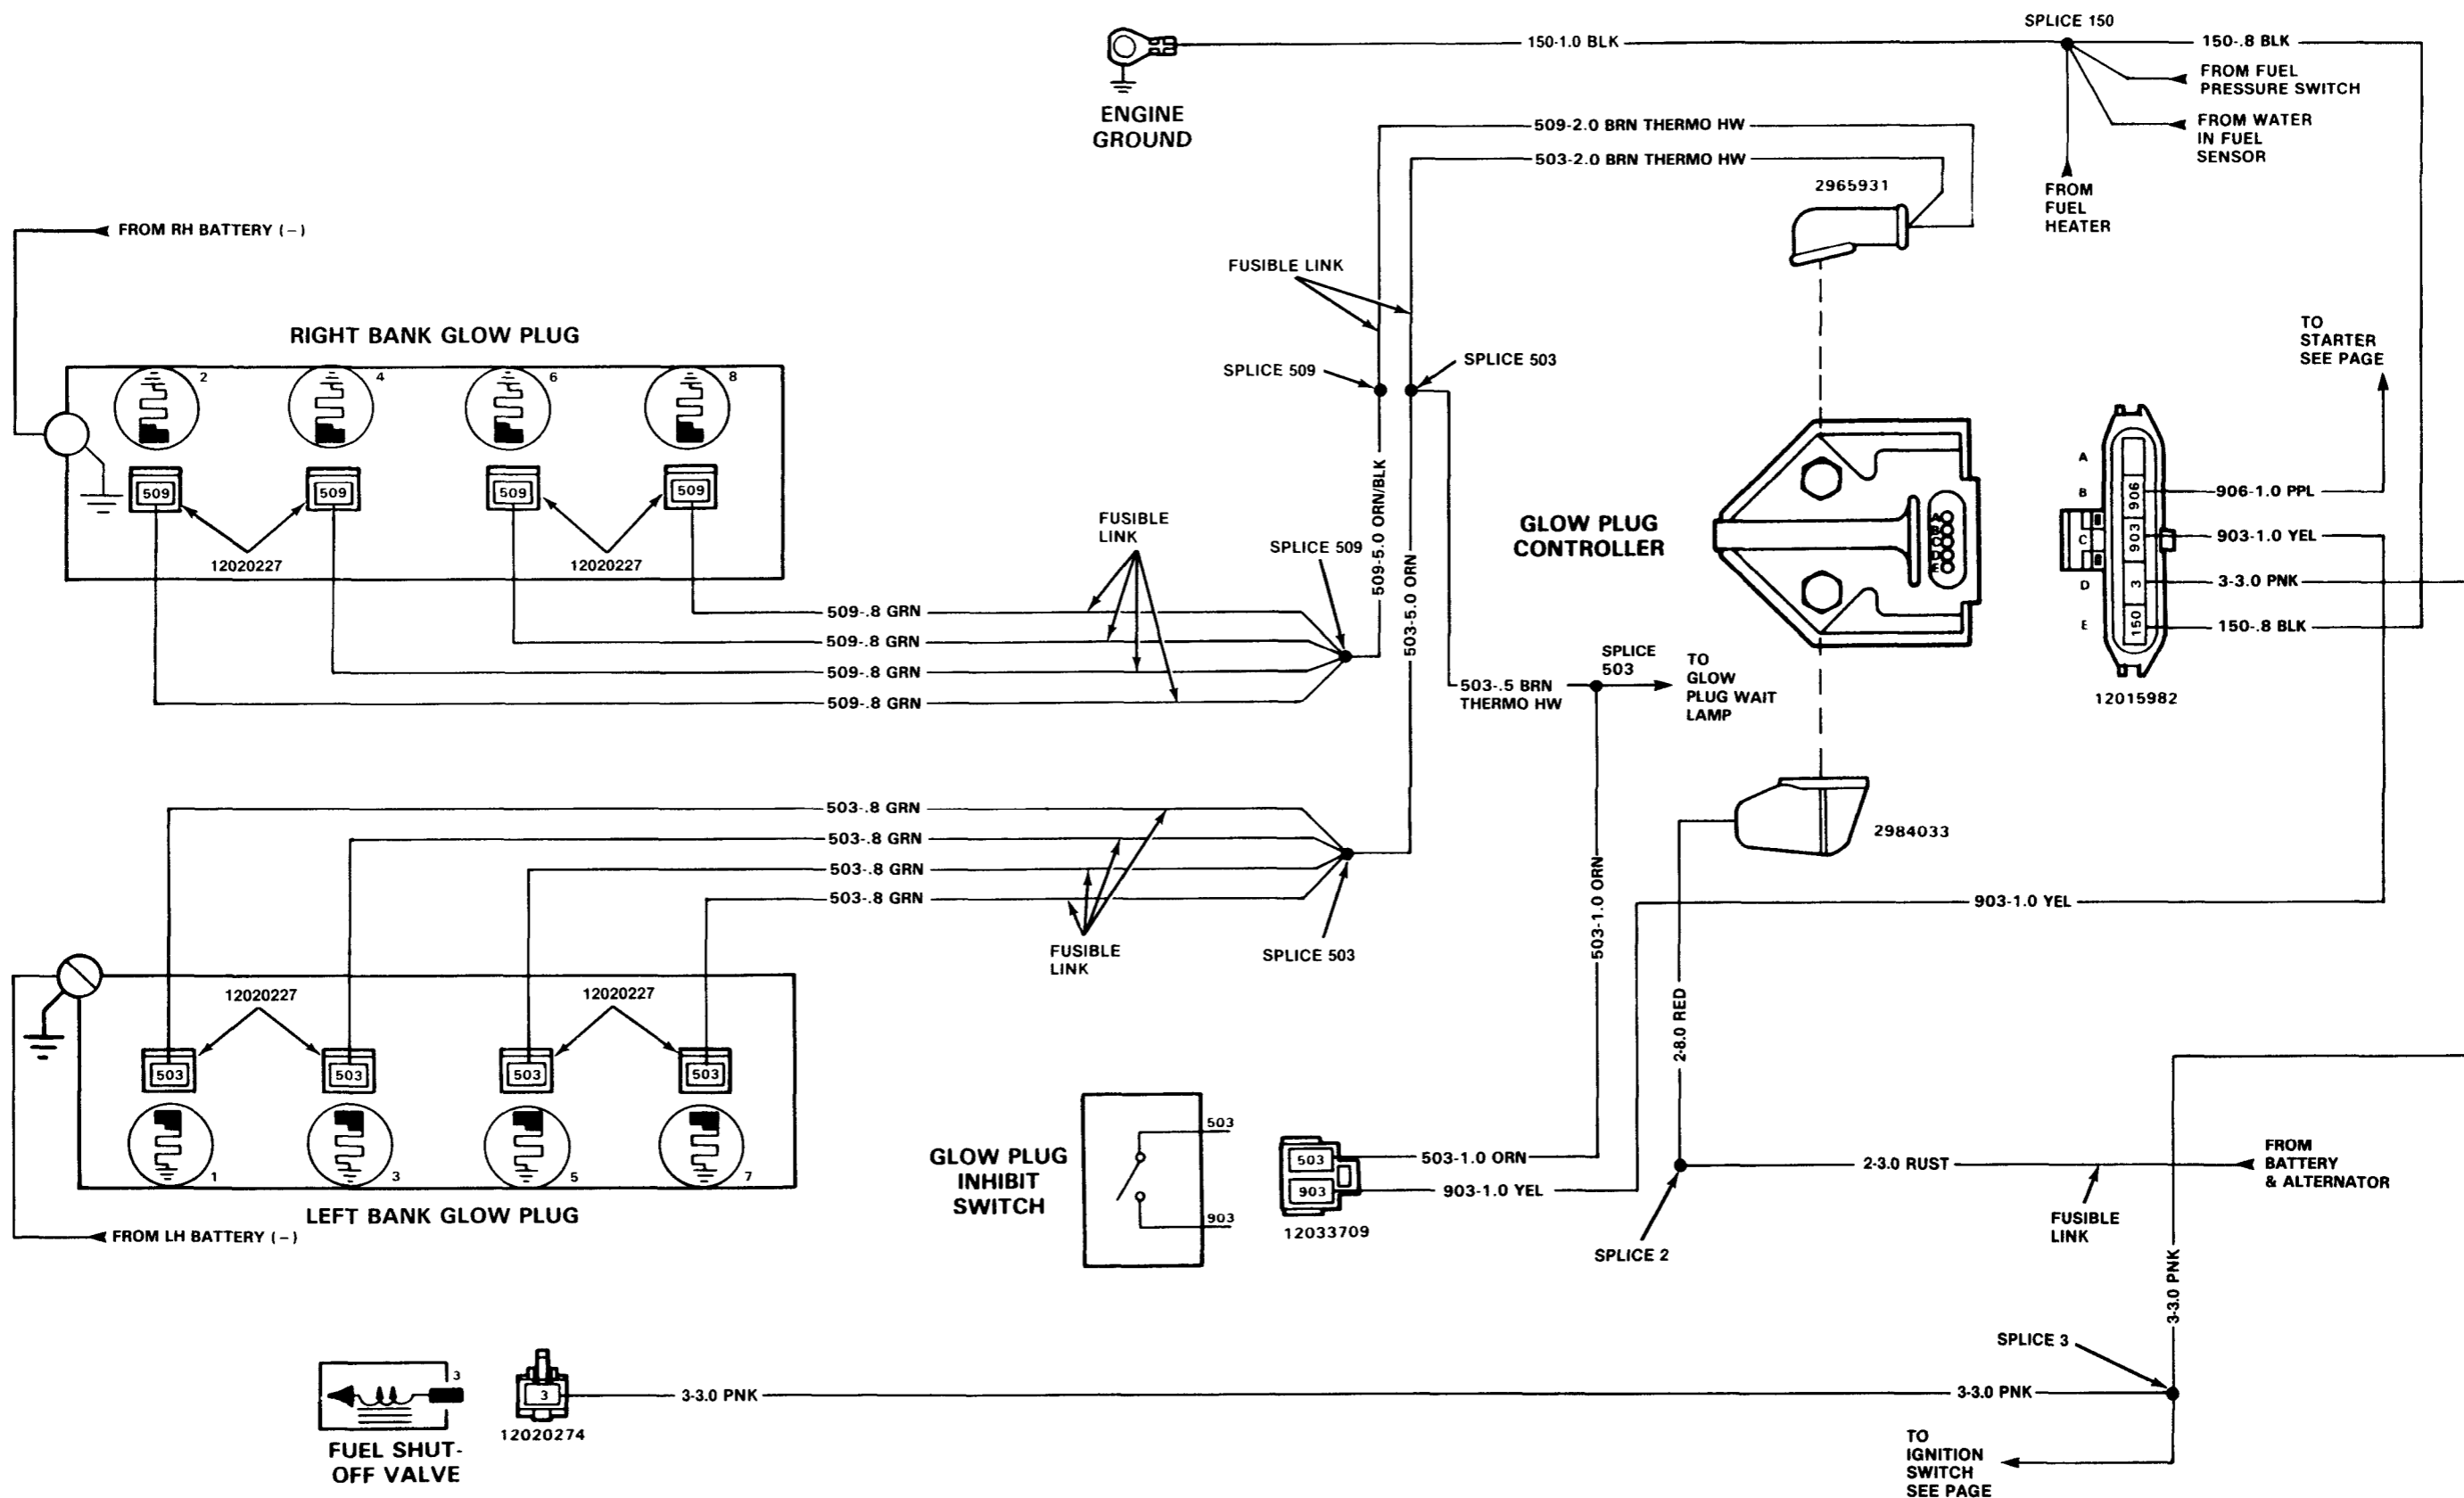 SPLICE 150
150-1.0 BLK
150-.8 BLK
FROM FUEL
PRESSURE SWITCH
ENGINE
GROUND
509-2.0 BRN THERMO HW
FROM WATER
IN FUEL
SENSOR
503-2.0 BRN THERMO HW
2965931
FROM
FUEL
HEATER
FROM RH BATTERY (−)
FUSIBLE LINK
RIGHT BANK GLOW PLUG
TO
STARTER
SEE PAGE
SPLICE 509
SPLICE 503
2
4
6
8
509
509
509
509
12020227
12020227
FUSIBLE
LINK
SPLICE 509
509-5.0 ORN/BLK
503-5.0 ORN
GLOW PLUG
CONTROLLER
A
B
C
D
E
A
B
C
D
E
906
903
3
150
906-1.0 PPL
903-1.0 YEL
3-3.0 PNK
150-.8 BLK
12015982
509-.8 GRN
509-.8 GRN
509-.8 GRN
509-.8 GRN
503-.5 BRN
THERMO HW
SPLICE
503
TO
GLOW
PLUG WAIT
LAMP
503-.8 GRN
503-.8 GRN
503-.8 GRN
503-.8 GRN
2984033
503-1.0 ORN
903-1.0 YEL
FUSIBLE
LINK
SPLICE 503
12020227
12020227
2-8.0 RED
503
503
503
503
1
3
5
7
LEFT BANK GLOW PLUG
FROM LH BATTERY (−)
GLOW PLUG
INHIBIT
SWITCH
503
903
503
903
12033709
503-1.0 ORN
903-1.0 YEL
2-3.0 RUST
FROM
BATTERY
& ALTERNATOR
SPLICE 2
FUSIBLE
LINK
3-3.0 PNK
SPLICE 3
3
3
3-3.0 PNK
3-3.0 PNK
12020274
FUEL SHUT-
OFF VALVE
TO
IGNITION
SWITCH
SEE PAGE